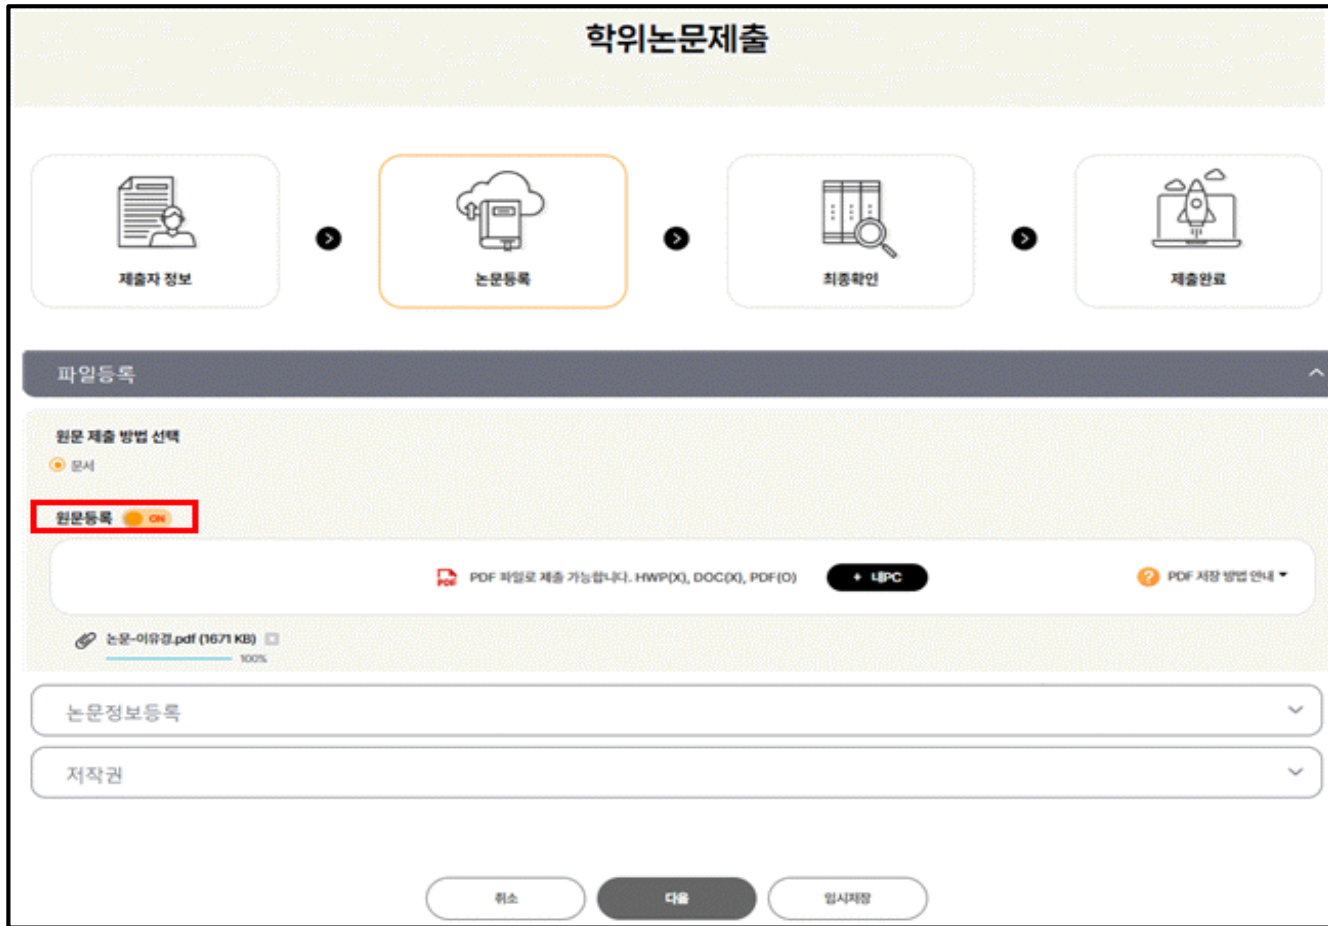 학위논문제출
제출자 정보
논문등록
최종확인
제출완료
파일등록
원문 제출 방법 선택
문서
원문등록 ON
PDF PDF 파일로 제출 가능합니다. HWP(X), DOC(X), PDF(O) + 내PC ? PDF 저장 방법 안내
논문-이유경.pdf (1671 KB)
100%
논문정보등록
저작권
취소 다음 임시저장